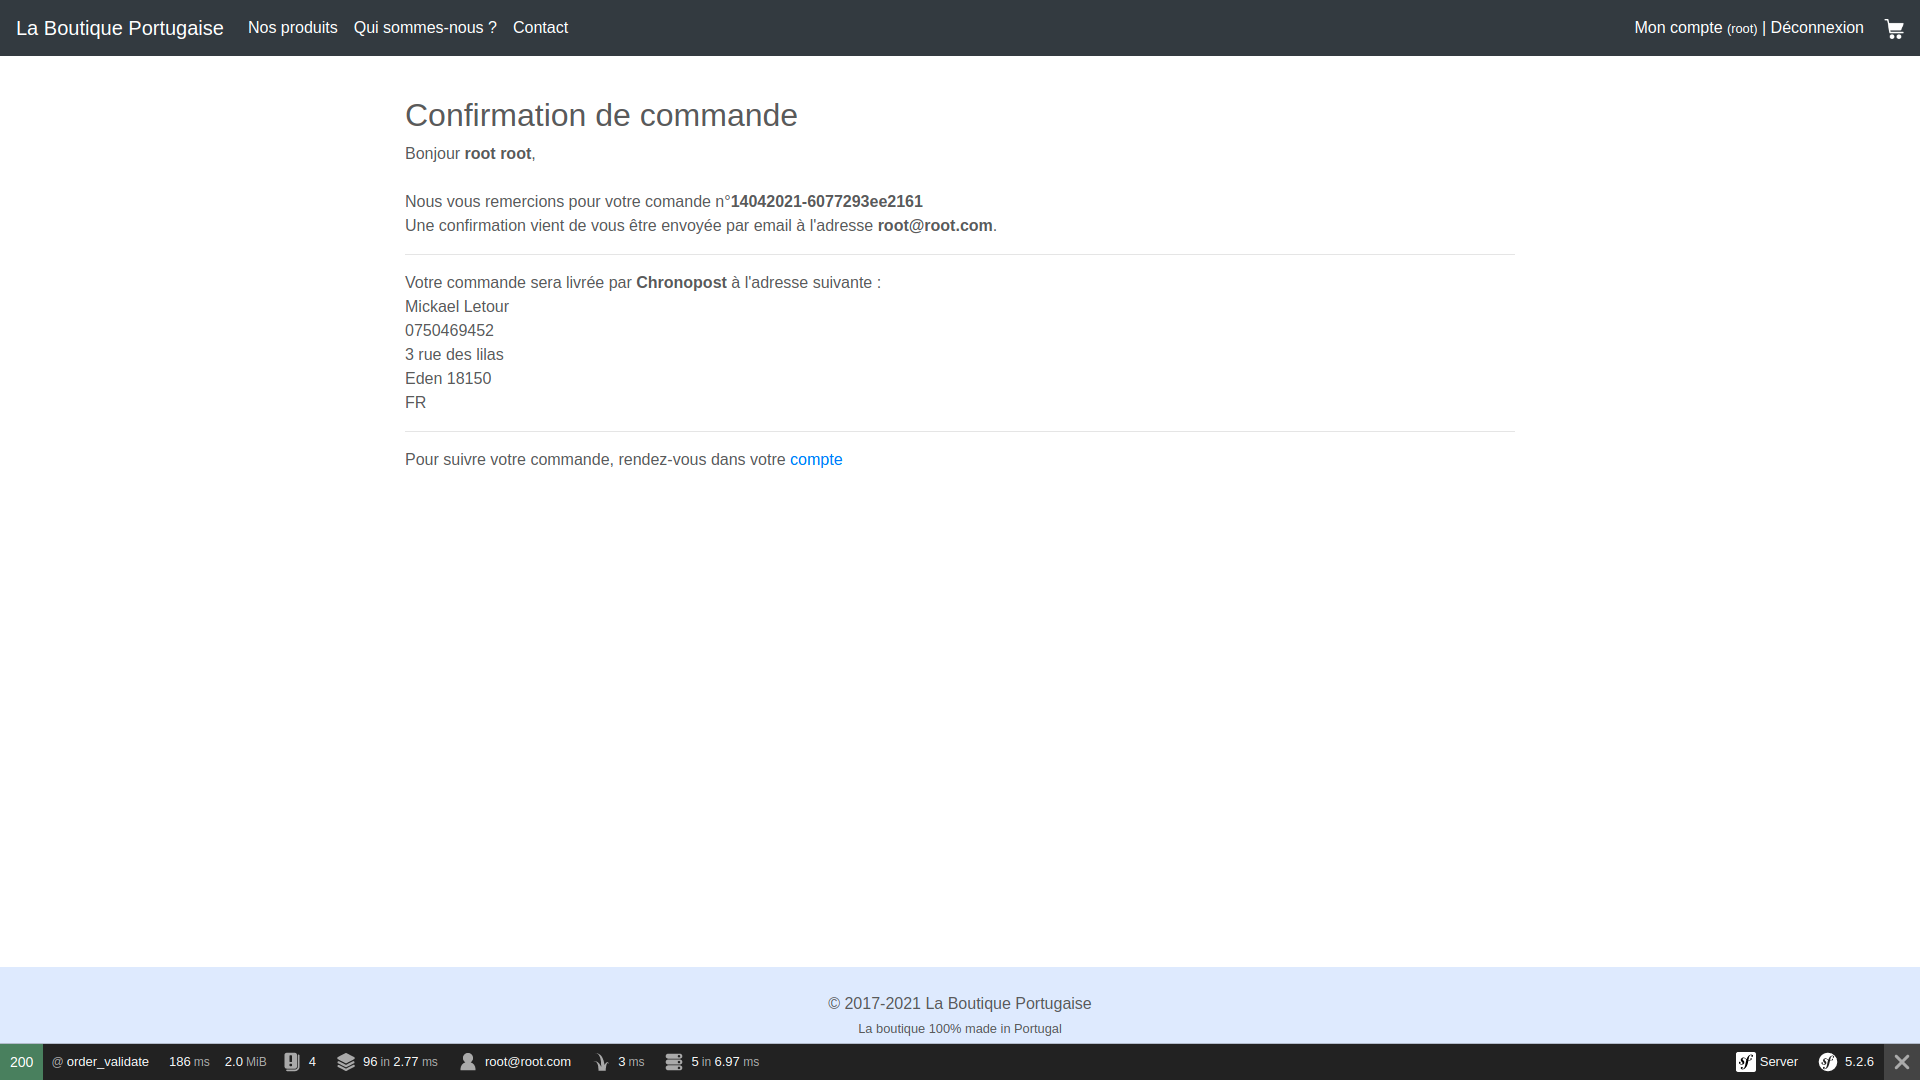 La Boutique Portugaise Nos produits Qui sommes-nous ? Contact Mon compte (root) | Déconnexion
Confirmation de commande
Bonjour root root,
Nous vous remercions pour votre comande n°14042021-6077293ee2161
Une confirmation vient de vous être envoyée par email à l'adresse root@root.com.
Votre commande sera livrée par Chronopost à l'adresse suivante :
Mickael Letour
0750469452
3 rue des lilas
Eden 18150
FR
Pour suivre votre commande, rendez-vous dans votre compte
© 2017-2021 La Boutique Portugaise
La boutique 100% made in Portugal
200 @ order_validate 186 ms 2.0 MiB 4 96 in 2.77 ms root@root.com 3 ms 5 in 6.97 ms Server 5.2.6